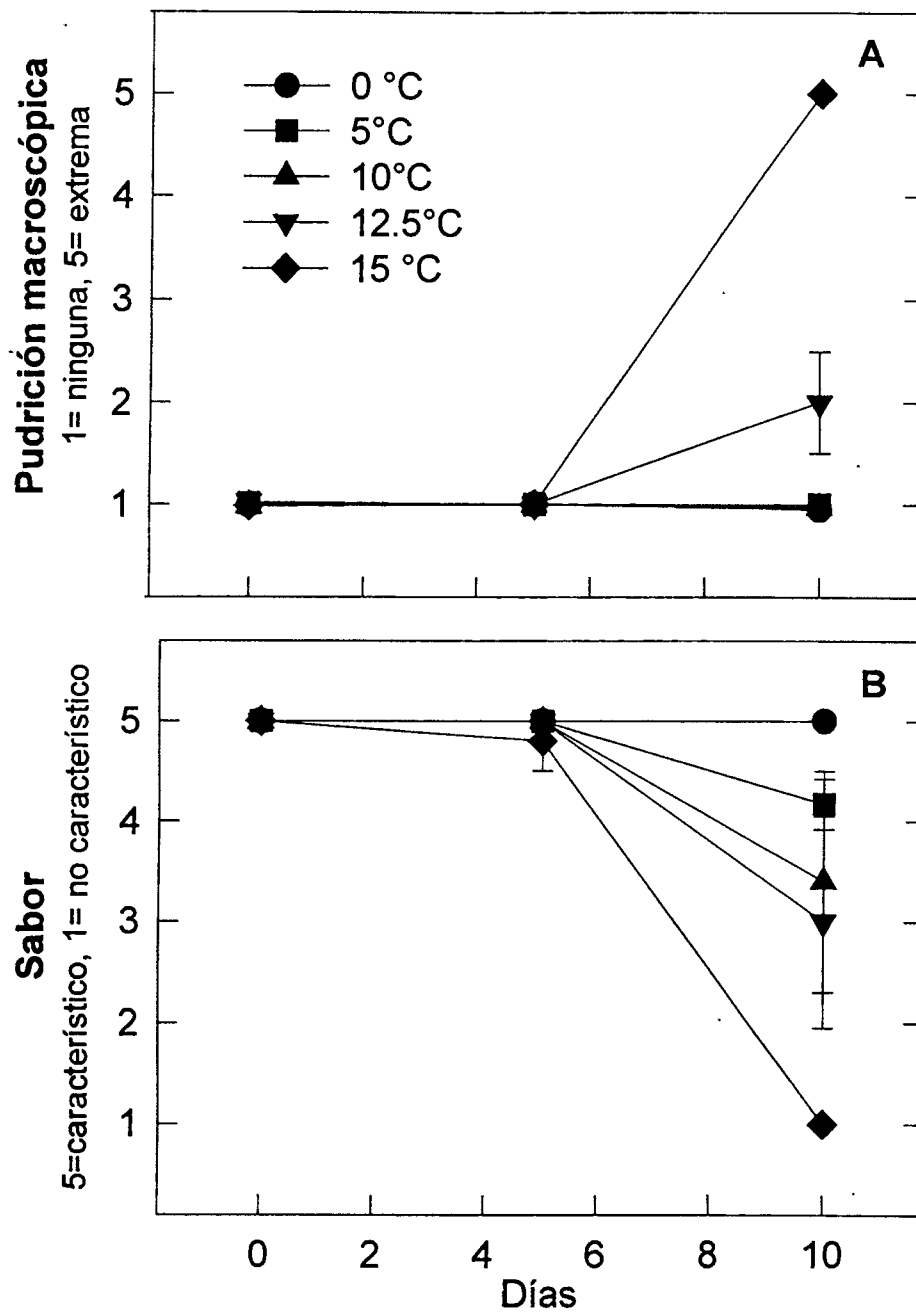 A
Pudrición macroscópica
1= ninguna, 5= extrema
5
4
3
2
1
0 °C
5°C
10°C
12.5°C
15 °C
B
Sabor
5=característico, 1= no característico
5
4
3
2
1
0
2
4
6
8
10
Días